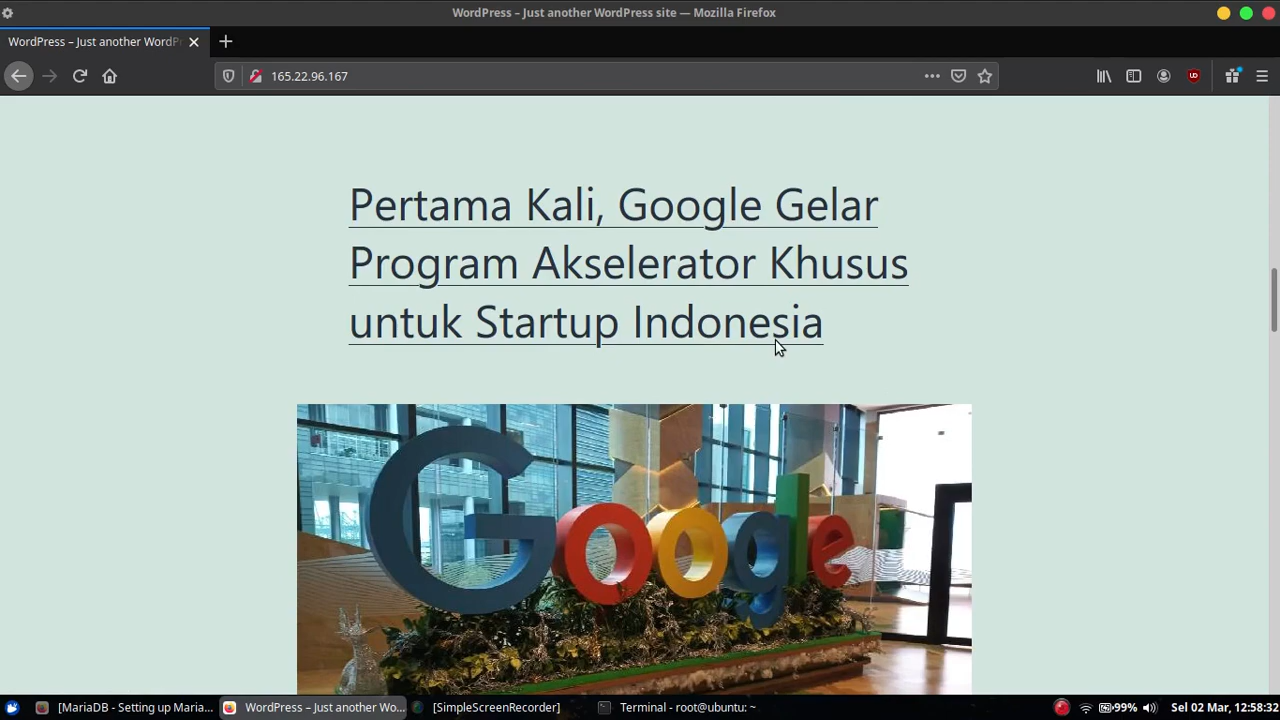 WordPress – Just another WordPress site — Mozilla Firefox
WordPress – Just another WordP
165.22.96.167
Pertama Kali, Google Gelar
Program Akselerator Khusus
untuk Startup Indonesia
Google
[MariaDB - Setting up Maria...
WordPress – Just another Wo...
[SimpleScreenRecorder]
Terminal - root@ubuntu: ~
99%
Sel 02 Mar, 12:58:32